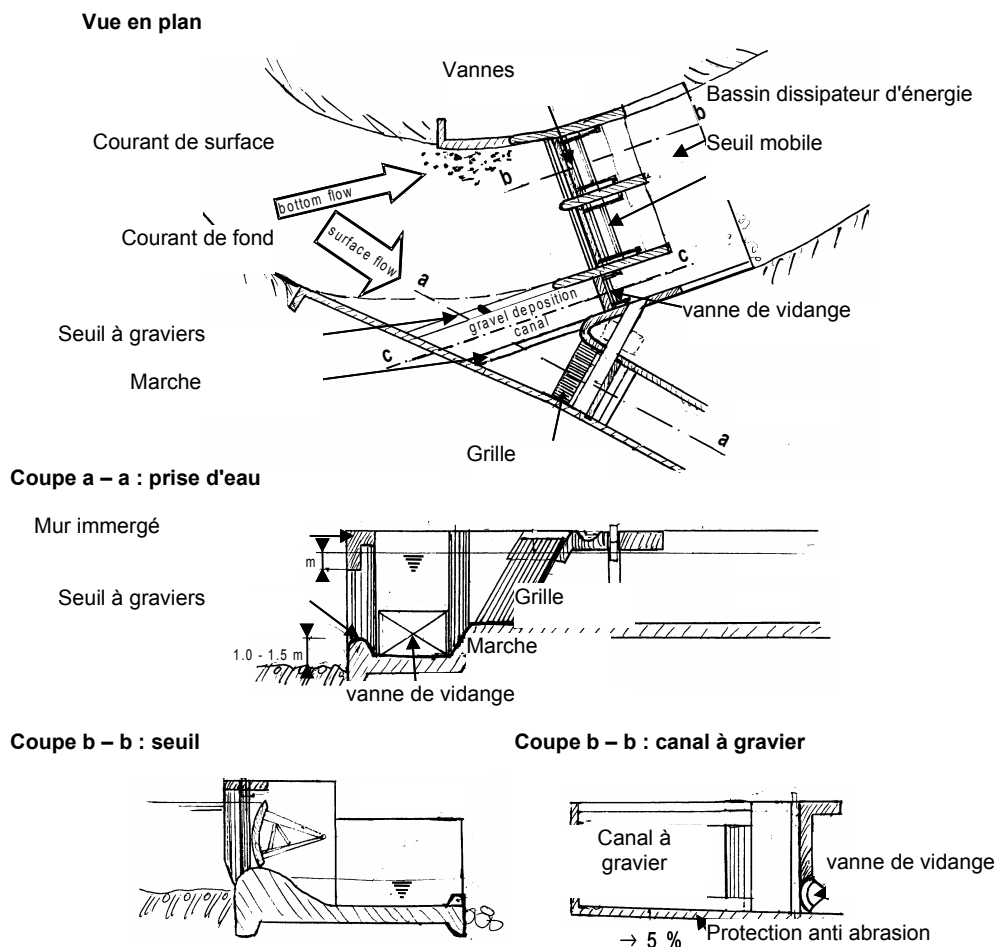 Vue en plan
Vannes
Bassin dissipateur d'énergie
b
Courant de surface
Seuil mobile
b
bottom flow
Courant de fond
surface flow
a
c
vanne de vidange
gravel deposition
canal
Seuil à graviers
c
Marche
a
Grille
Coupe a – a : prise d'eau
Mur immergé
m
Seuil à graviers
Grille
1.0 - 1.5 m
Marche
vanne de vidange
Coupe b – b : seuil
Coupe b – b : canal à gravier
Canal à
gravier
vanne de vidange
→ 5 %
Protection anti abrasion